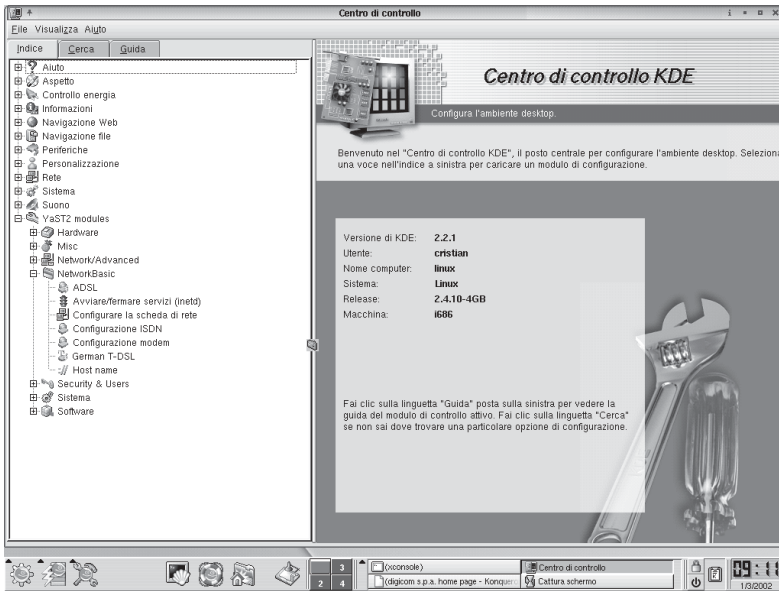 Centro di controllo
File Visualizza Aiuto
Indice Cerca Guida
Aiuto
Aspetto
Controllo energia
Informazioni
Navigazione Web
Navigazione file
Periferiche
Personalizzazione
Rete
Sistema
Suono
YaST2 modules
Hardware
Misc
Network/Advanced
NetworkBasic
ADSL
Avviare/fermare servizi (inetd)
Configurare la scheda di rete
Configurazione ISDN
Configurazione modem
German T-DSL
Host name
Security & Users
Sistema
Software
Centro di controllo KDE
Configura l'ambiente desktop.
Benvenuto nel "Centro di controllo KDE", il posto centrale per configurare l'ambiente desktop. Seleziona
una voce nell'indice a sinistra per caricare un modulo di configurazione.
Versione di KDE: 2.2.1
Utente: cristian
Nome computer: linux
Sistema: Linux
Release: 2.4.10-4GB
Macchina: i686
Fai clic sulla linguetta "Guida" posta sulla sinistra per vedere la
guida del modulo di controllo attivo. Fai clic sulla linguetta "Cerca"
se non sai dove trovare una particolare opzione di configurazione.
3
2 4
(xconsole)
(digicom s.p.a. home page - Konquer
Centro di controllo
Cattura schermo
09:11
1/3/2002